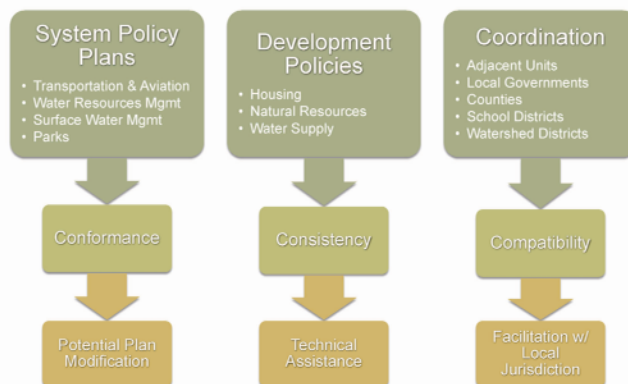 System Policy
Plans
• Transportation & Aviation
• Water Resources Mgmt
• Surface Water Mgmt
• Parks
Conformance
Potential Plan
Modification
Development
Policies
• Housing
• Natural Resources
• Water Supply
Consistency
Technical
Assistance
Coordination
• Adjacent Units
• Local Governments
• Counties
• School Districts
• Watershed Districts
Compatibility
Facilitation w/
Local
Jurisdiction